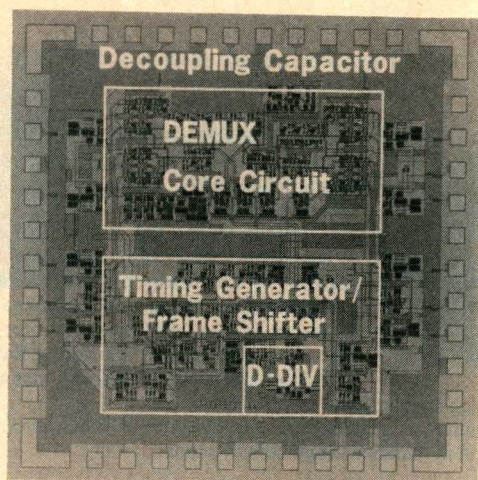 Decoupling Capacitor
DEMUX
Core Circuit
Timing Generator/
Frame Shifter
D-DIV